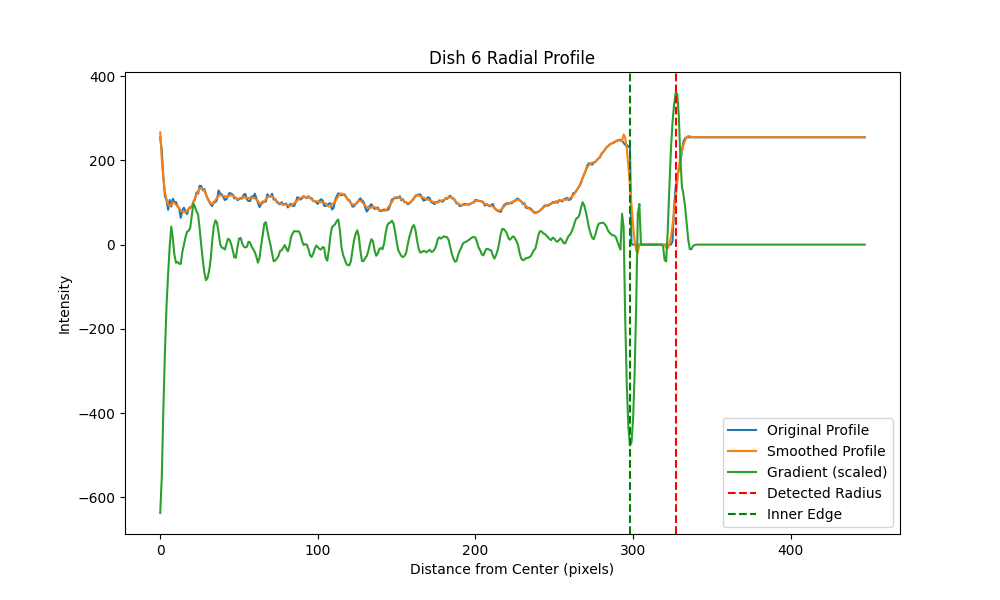 Dish 6 Radial Profile
400
200
0
−200
−400
−600
Intensity
0
100
200
300
400
Distance from Center (pixels)
Original Profile
Smoothed Profile
Gradient (scaled)
Detected Radius
Inner Edge